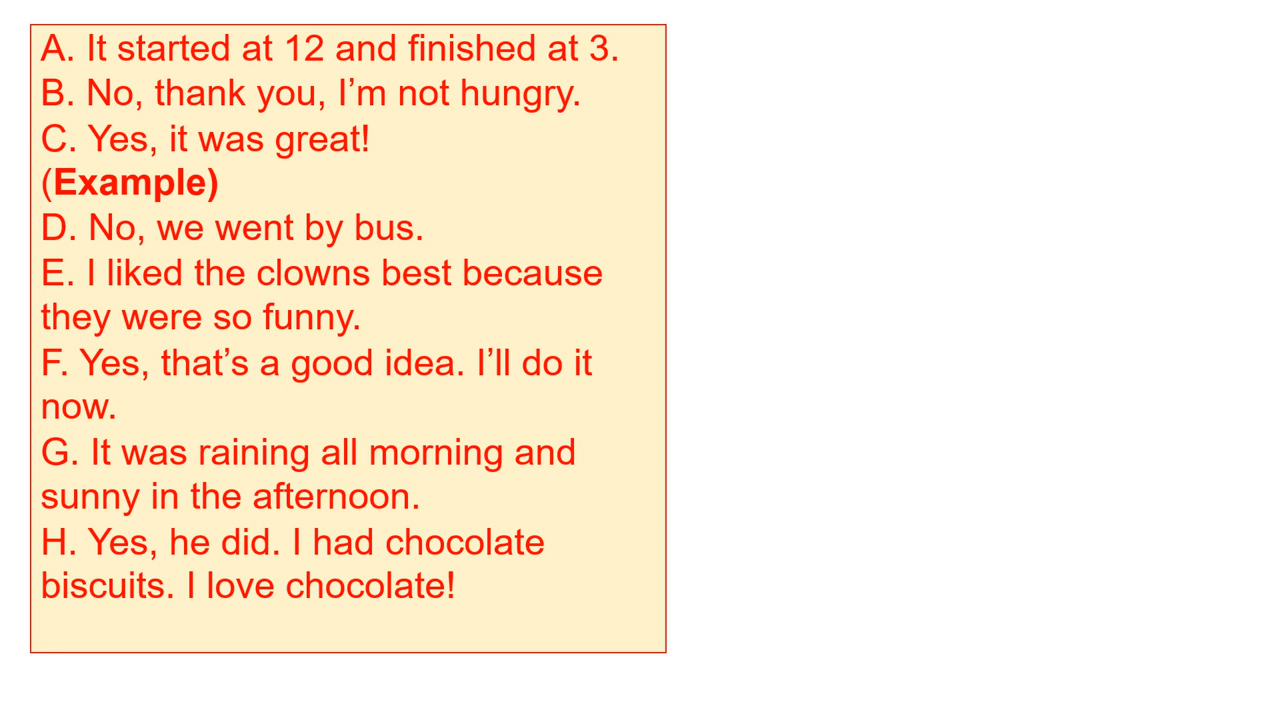 A. It started at 12 and finished at 3.
B. No, thank you, I’m not hungry.
C. Yes, it was great!
(Example)
D. No, we went by bus.
E. I liked the clowns best because
they were so funny.
F. Yes, that’s a good idea. I’ll do it
now.
G. It was raining all morning and
sunny in the afternoon.
H. Yes, he did. I had chocolate
biscuits. I love chocolate!